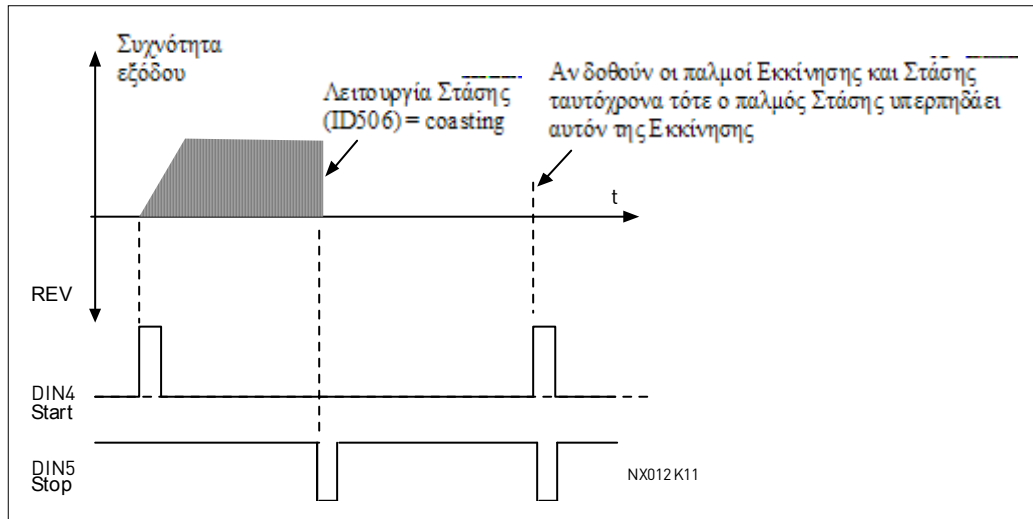 Συχνότητα
εξόδου
Λειτουργία Στάσης
(ID506) = coasting
Αν δοθούν οι παλμοί Εκκίνησης και Στάσης
ταυτόχρονα τότε ο παλμός Στάσης υπερπηδάει
αυτόν της Εκκίνησης
t
REV
DIN4
Start
DIN5
Stop
NX012K11